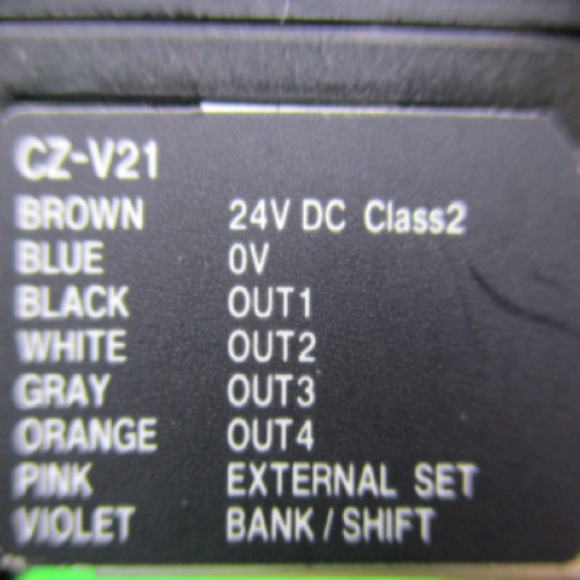 CZ-V21
BROWN 24V DC Class2
BLUE 0V
BLACK OUT1
WHITE OUT2
GRAY OUT3
ORANGE OUT4
PINK EXTERNAL SET
VIOLET BANK / SHIFT